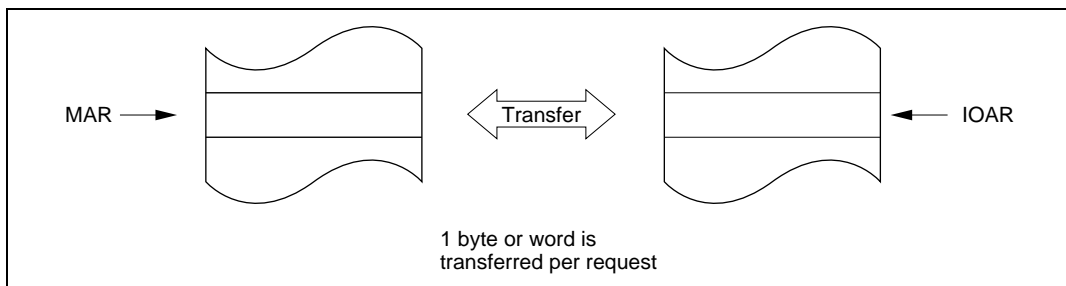 MAR
Transfer
IOAR
1 byte or word is
transferred per request